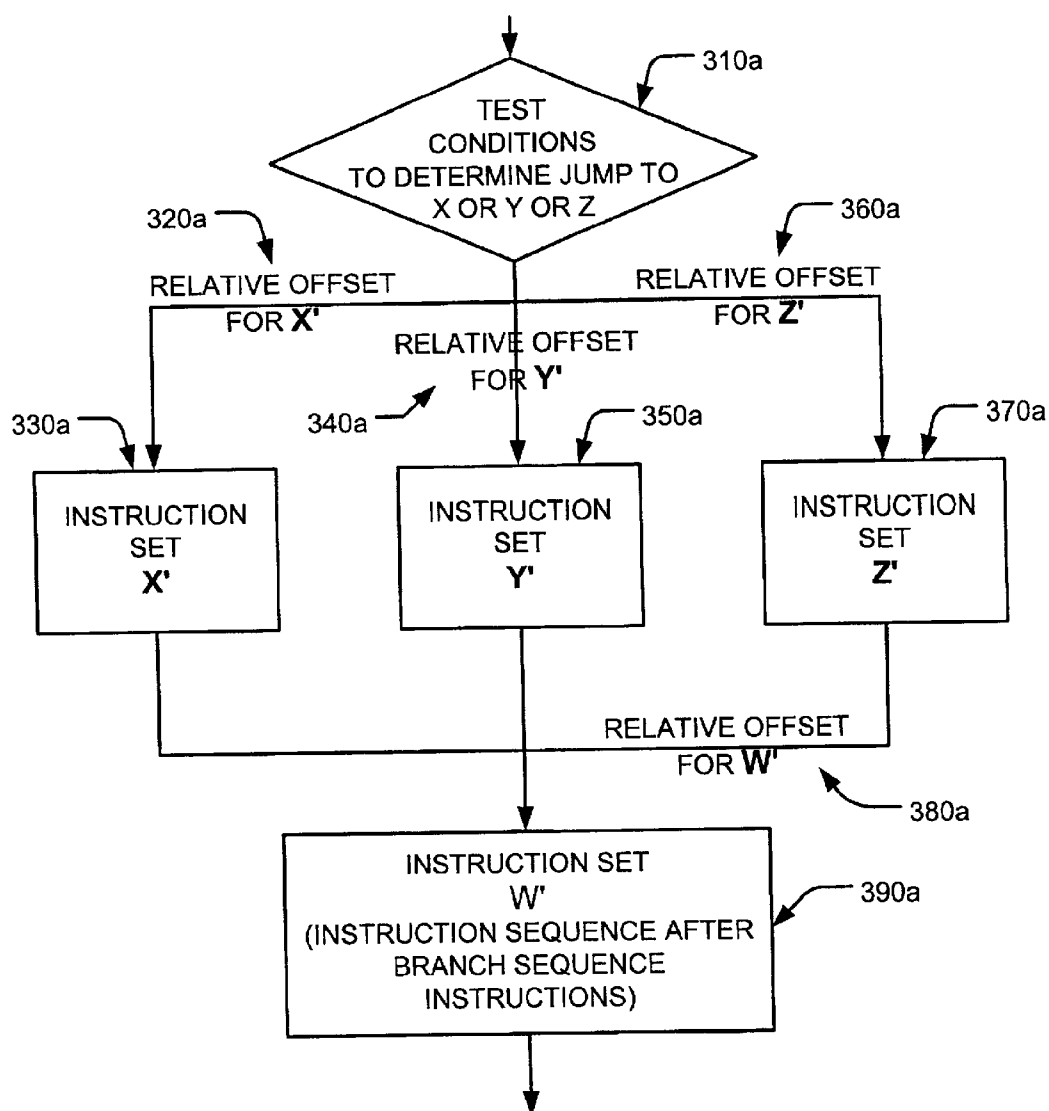 310a
TEST
CONDITIONS
TO DETERMINE JUMP TO
X OR Y OR Z
320a
360a
RELATIVE OFFSET
FOR X'
RELATIVE OFFSET
FOR Z'
RELATIVE OFFSET
FOR Y'
330a
340a
350a
370a
INSTRUCTION
SET
X'
INSTRUCTION
SET
Y'
INSTRUCTION
SET
Z'
RELATIVE OFFSET
FOR W'
380a
INSTRUCTION SET
W'
(INSTRUCTION SEQUENCE AFTER
BRANCH SEQUENCE
INSTRUCTIONS)
390a